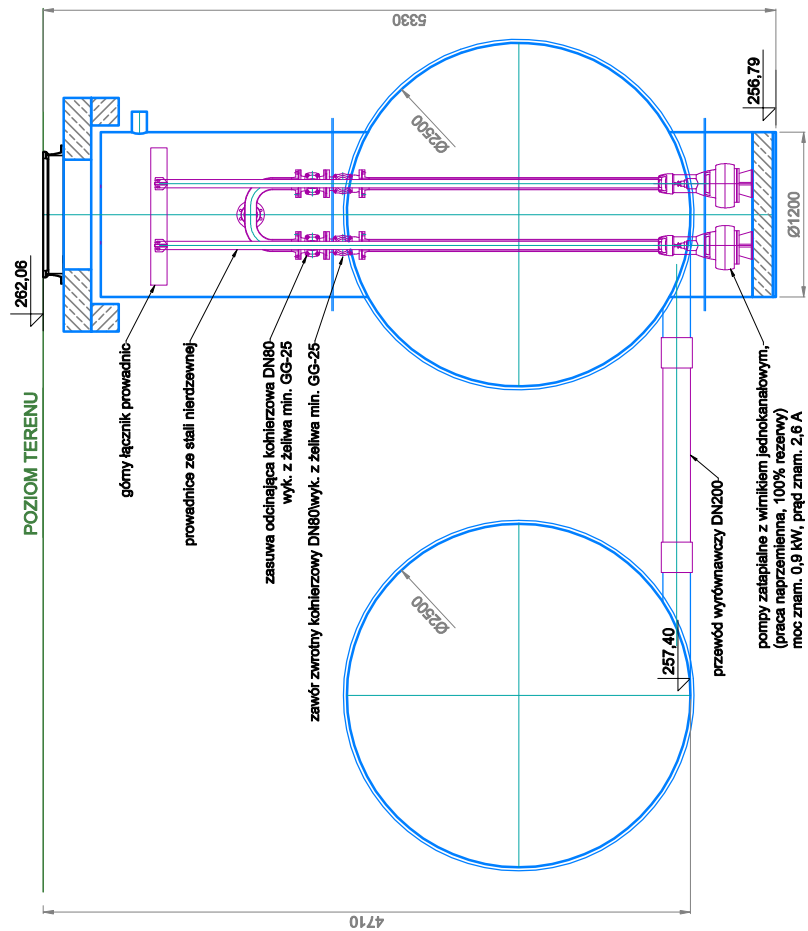 5330
256,79
Ø2500
Ø1200
262,06
POZIOM TERENU
górny łącznik prowadnic
prowadnice ze stali nierdzewnej
zasuwa odcinająca kołnierzowa DN80
wyk. z żeliwa min. GG-25
zawór zwrotny kołnierzowy DN80\wyk. z żeliwa min. GG-25
Ø2500
257,40
przewód wyrównawczy DN200
pompy zatapialne z wirnikiem jednokanałowym,
(praca naprzemienna, 100% rezerwy)
moc znam. 0,9 kW, prąd znam. 2,6 A
4710